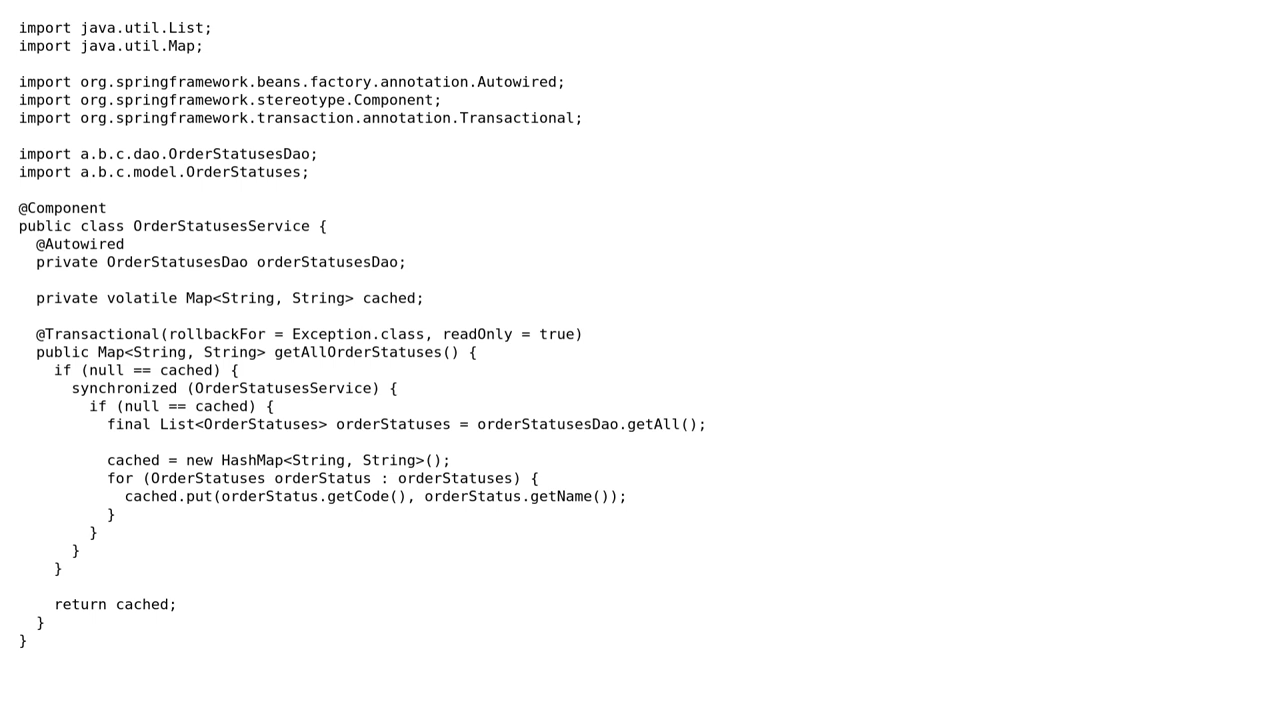 import java.util.List;
import java.util.Map;

import org.springframework.beans.factory.annotation.Autowired;
import org.springframework.stereotype.Component;
import org.springframework.transaction.annotation.Transactional;

import a.b.c.dao.OrderStatusesDao;
import a.b.c.model.OrderStatuses;

@Component
public class OrderStatusesService {
  @Autowired
  private OrderStatusesDao orderStatusesDao;

  private volatile Map<String, String> cached;

  @Transactional(rollbackFor = Exception.class, readOnly = true)
  public Map<String, String> getAllOrderStatuses() {
    if (null == cached) {
      synchronized (OrderStatusesService) {
        if (null == cached) {
          final List<OrderStatuses> orderStatuses = orderStatusesDao.getAll();

          cached = new HashMap<String, String>();
          for (OrderStatuses orderStatus : orderStatuses) {
            cached.put(orderStatus.getCode(), orderStatus.getName());
          }
        }
      }
    }

    return cached;
  }
}